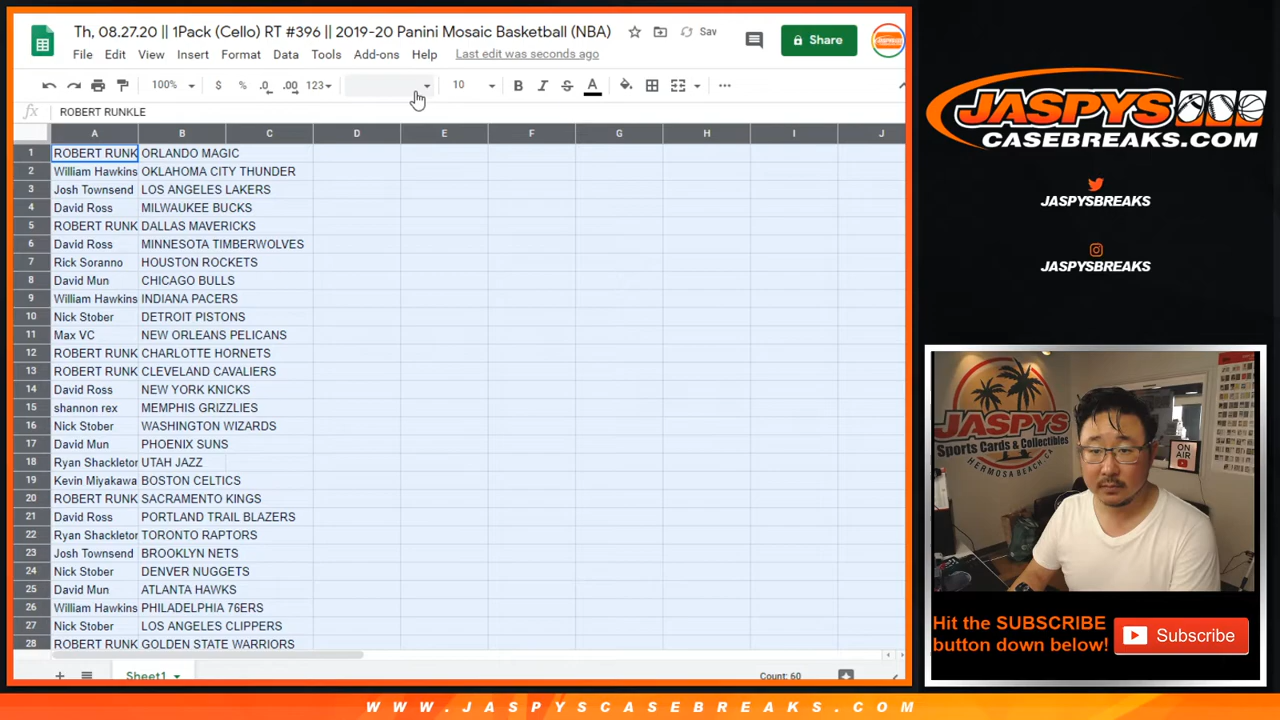 Th, 08.27.20 || 1Pack (Cello) RT #396 || 2019-20 Panini Mosaic Basketball (NBA)
Sav
Share
File Edit View Insert Format Data Tools Add-ons Help Last edit was seconds ago
100% $ % .0 .00 123 10 B I S A
fx ROBERT RUNKLE
A B C D E F G H I J
1 ROBERT RUNK ORLANDO MAGIC
2 William Hawkins OKLAHOMA CITY THUNDER
3 Josh Townsend LOS ANGELES LAKERS
4 David Ross MILWAUKEE BUCKS
5 ROBERT RUNK DALLAS MAVERICKS
6 David Ross MINNESOTA TIMBERWOLVES
7 Rick Soranno HOUSTON ROCKETS
8 David Mun CHICAGO BULLS
9 William Hawkins INDIANA PACERS
10 Nick Stober DETROIT PISTONS
11 Max VC NEW ORLEANS PELICANS
12 ROBERT RUNK CHARLOTTE HORNETS
13 ROBERT RUNK CLEVELAND CAVALIERS
14 David Ross NEW YORK KNICKS
15 shannon rex MEMPHIS GRIZZLIES
16 Nick Stober WASHINGTON WIZARDS
17 David Mun PHOENIX SUNS
18 Ryan Shackleton UTAH JAZZ
19 Kevin Miyakawa BOSTON CELTICS
20 ROBERT RUNK SACRAMENTO KINGS
21 David Ross PORTLAND TRAIL BLAZERS
22 Ryan Shackleton TORONTO RAPTORS
23 Josh Townsend BROOKLYN NETS
24 Nick Stober DENVER NUGGETS
25 David Mun ATLANTA HAWKS
26 William Hawkins PHILADELPHIA 76ERS
27 Nick Stober LOS ANGELES CLIPPERS
28 ROBERT RUNK GOLDEN STATE WARRIORS
Sheet1 Count: 60
JASPYS
CASEBREAKS.COM
JASPYSBREAKS
JASPYSBREAKS
JASPYS
Sports Cards & Collectibles
HERMOSA BEACH
ON
AIR
Hit the SUBSCRIBE
button down below!
Subscribe
WWW.JASPYSCASEBREAKS.COM